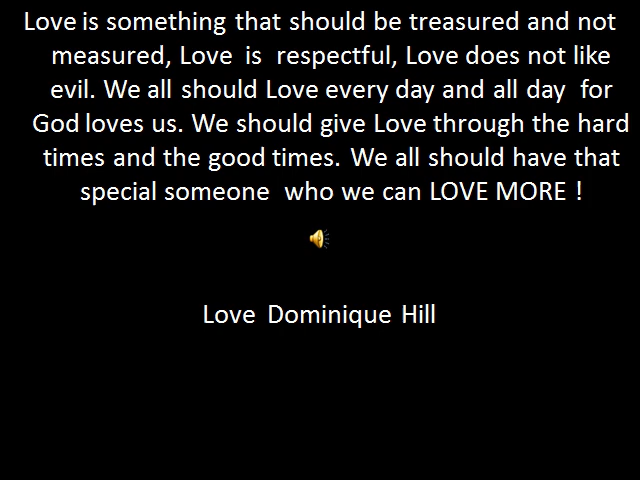 Love is something that should be treasured and not
measured, Love is respectful, Love does not like
evil. We all should Love every day and all day for
God loves us. We should give Love through the hard
times and the good times. We all should have that
special someone who we can LOVE MORE !
Love Dominique Hill